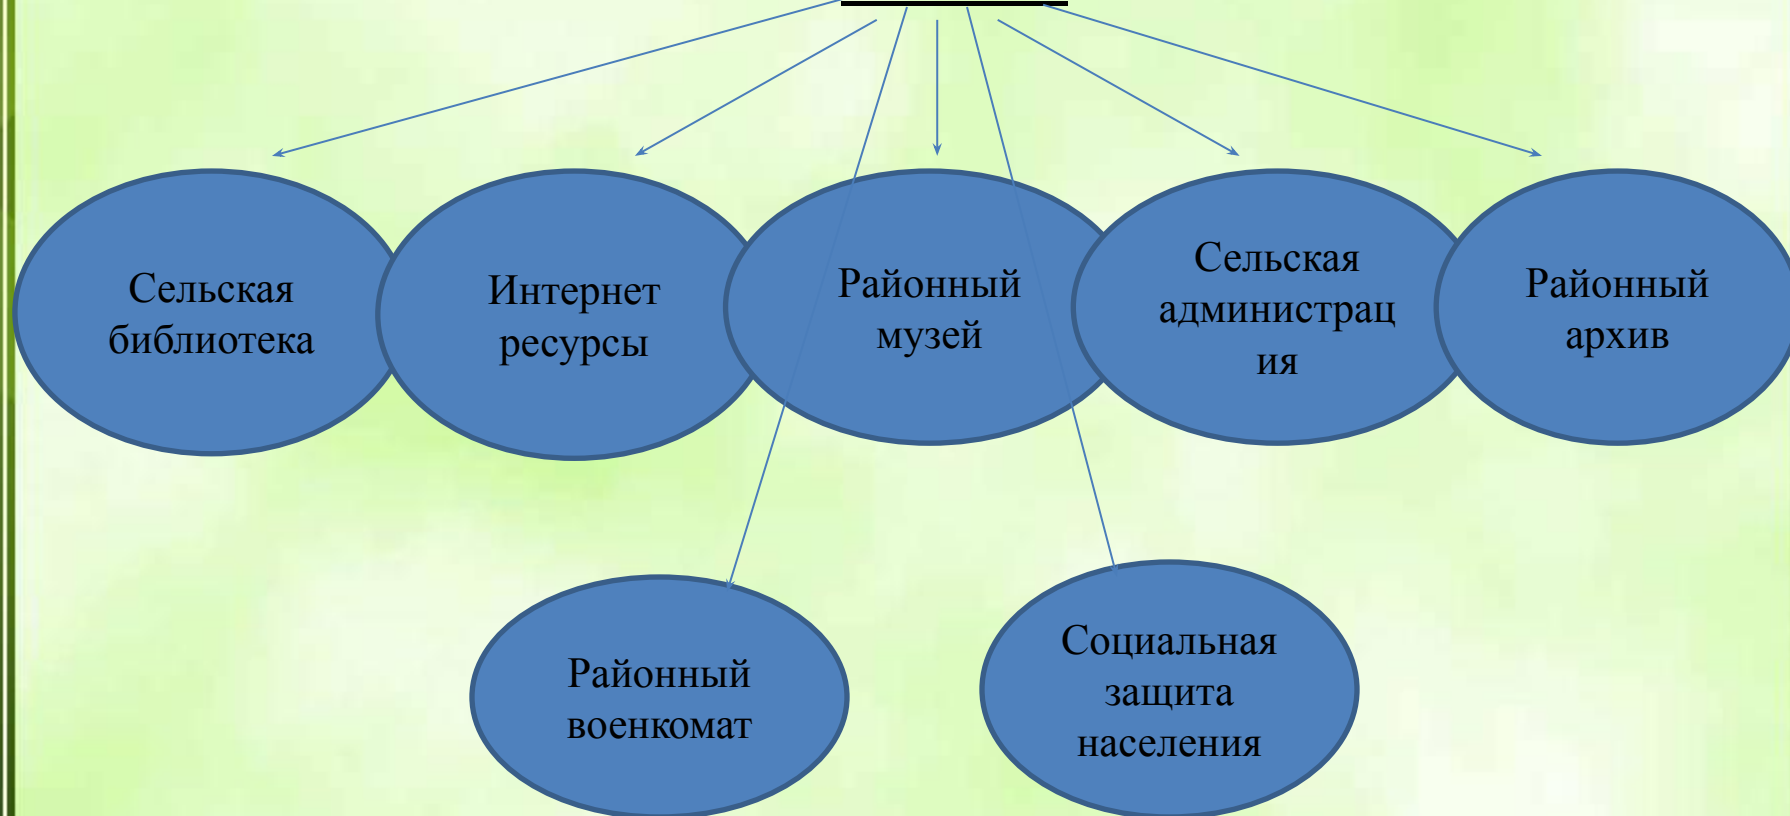 Сельская
библиотека
Интернет
ресурсы
Районный
музей
Сельская
администрац
ия
Районный
архив
Районный
военкомат
Социальная
защита
населения